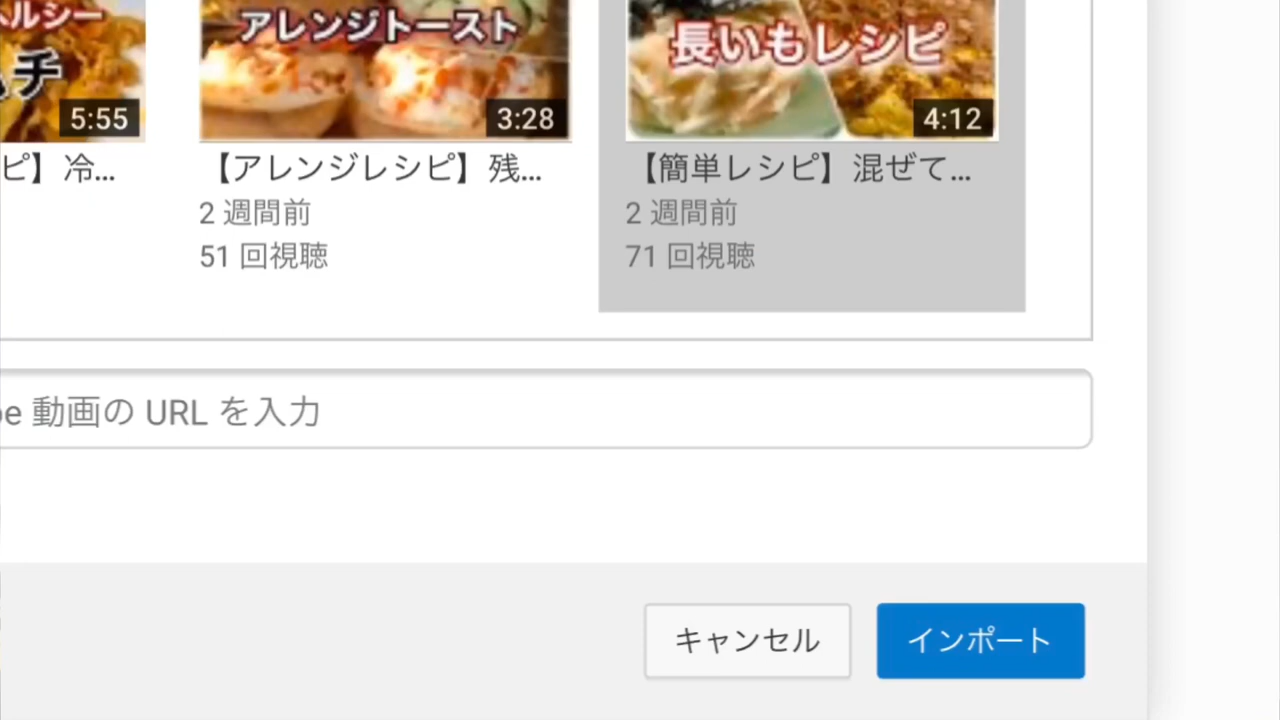 ヘルシー
ムチ
5:55
ピ】冷...
アレンジトースト
3:28
【アレンジレシピ】残...
2 週間前
51 回視聴
長いもレシピ
4:12
【簡単レシピ】混ぜて...
2 週間前
71 回視聴
be 動画の URL を入力
キャンセル
インポート